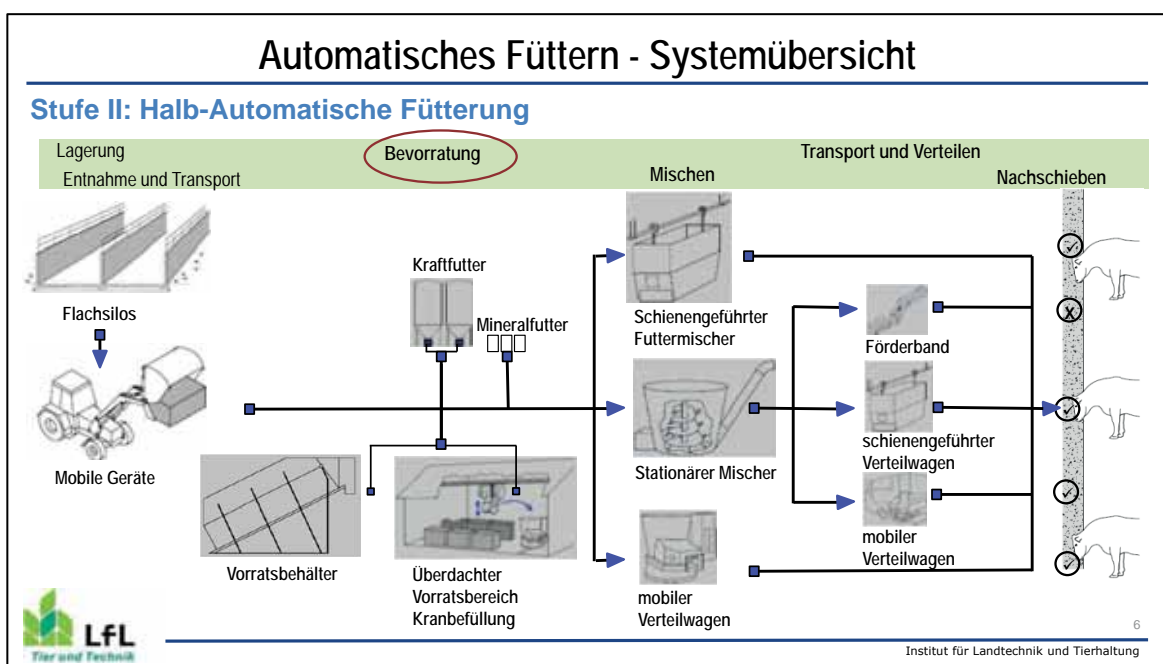 Automatisches Füttern - Systemübersicht
Stufe II: Halb-Automatische Fütterung
Lagerung
Entnahme und Transport
Bevorratung
Transport und Verteilen
Mischen
Nachschieben
Flachsilos
Mobile Geräte
Kraftfutter
Mineralfutter
Vorratsbehälter
Überdachter
Vorratsbereich
Kranbefüllung
Schienengeführter
Futtermischer
Stationärer Mischer
mobiler
Verteilwagen
Förderband
schienengeführter
Verteilwagen
mobiler
Verteilwagen
X
LfL
Tier und Technik
6
Institut für Landtechnik und Tierhaltung